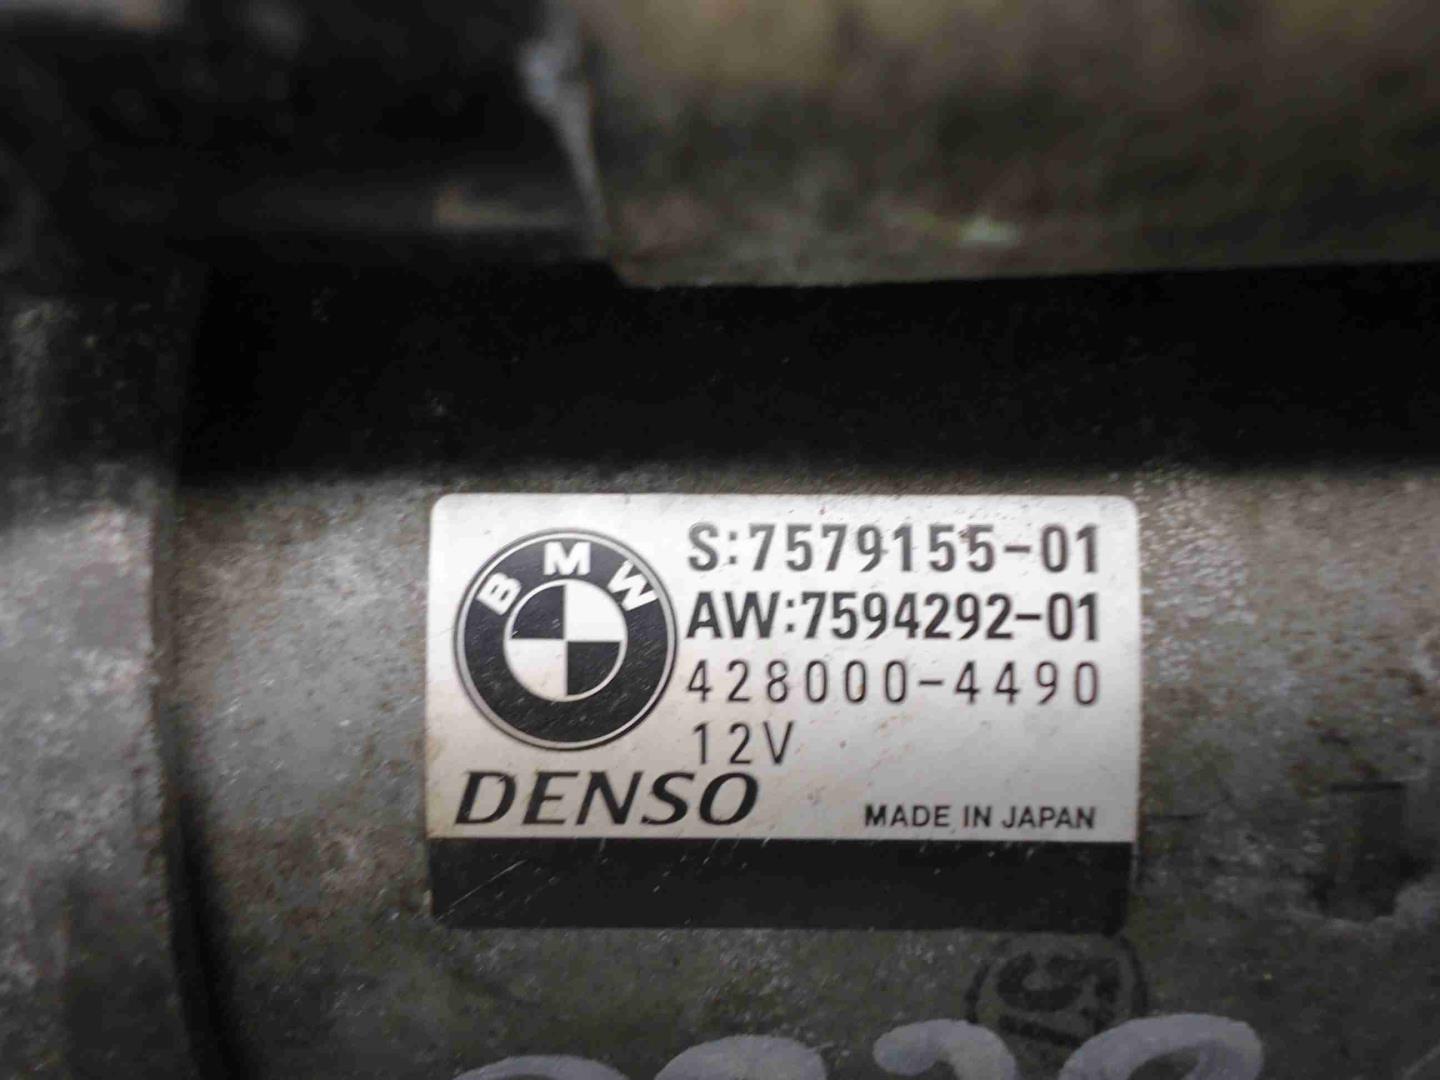 BMW
S:7579155-01
AW:7594292-01
428000-4490
12V
DENSO
MADE IN JAPAN